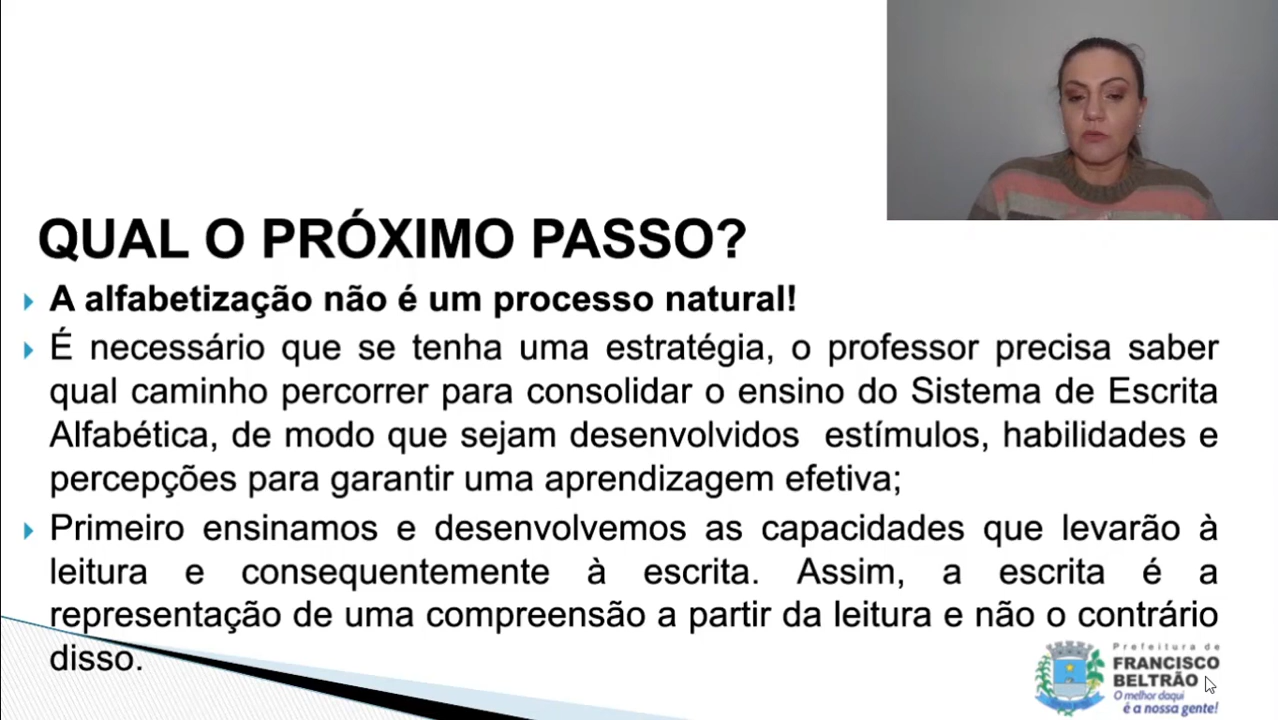 QUAL O PRÓXIMO PASSO?
A alfabetização não é um processo natural!
É necessário que se tenha uma estratégia, o professor precisa saber
qual caminho percorrer para consolidar o ensino do Sistema de Escrita
Alfabética, de modo que sejam desenvolvidos estímulos, habilidades e
percepções para garantir uma aprendizagem efetiva;
Primeiro ensinamos e desenvolvemos as capacidades que levarão à
leitura e consequentemente à escrita. Assim, a escrita é a
representação de uma compreensão a partir da leitura e não o contrário
disso.
Prefeitura de
FRANCISCO
BELTRÃO
O melhor daqui
é a nossa gente!